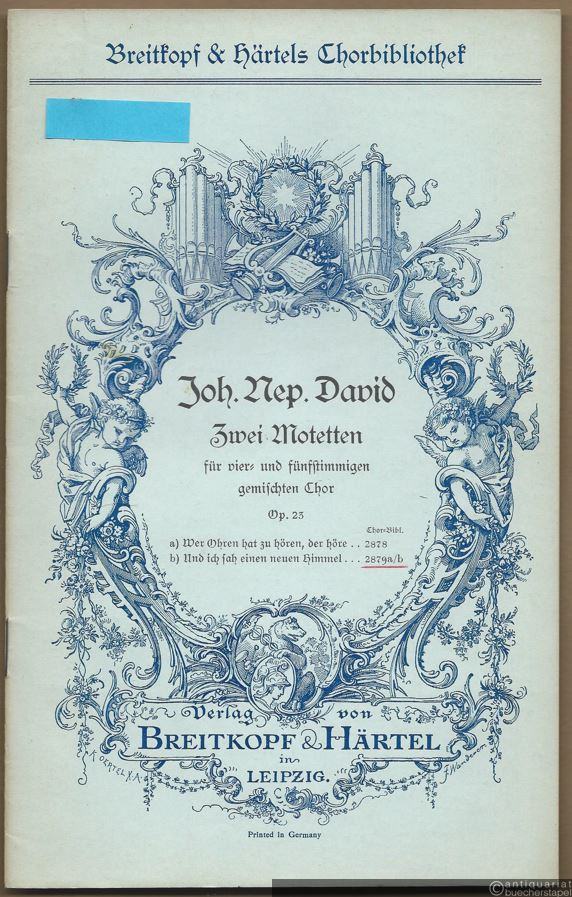 Breitkopf & Härtels Chorbibliothek
Joh. Nep. David
Zwei Motetten
für vier- und fünfstimmigen
gemischten Chor
Op. 23
Chor-Bibl.
a) Wer Ohren hat zu hören, der höre . . 2878
b) Und ich sah einen neuen Himmel . . . 2879a/b
Verlag von
BREITKOPF & HÄRTEL
in
LEIPZIG.
Printed in Germany
©antiquariat
buecherstapel